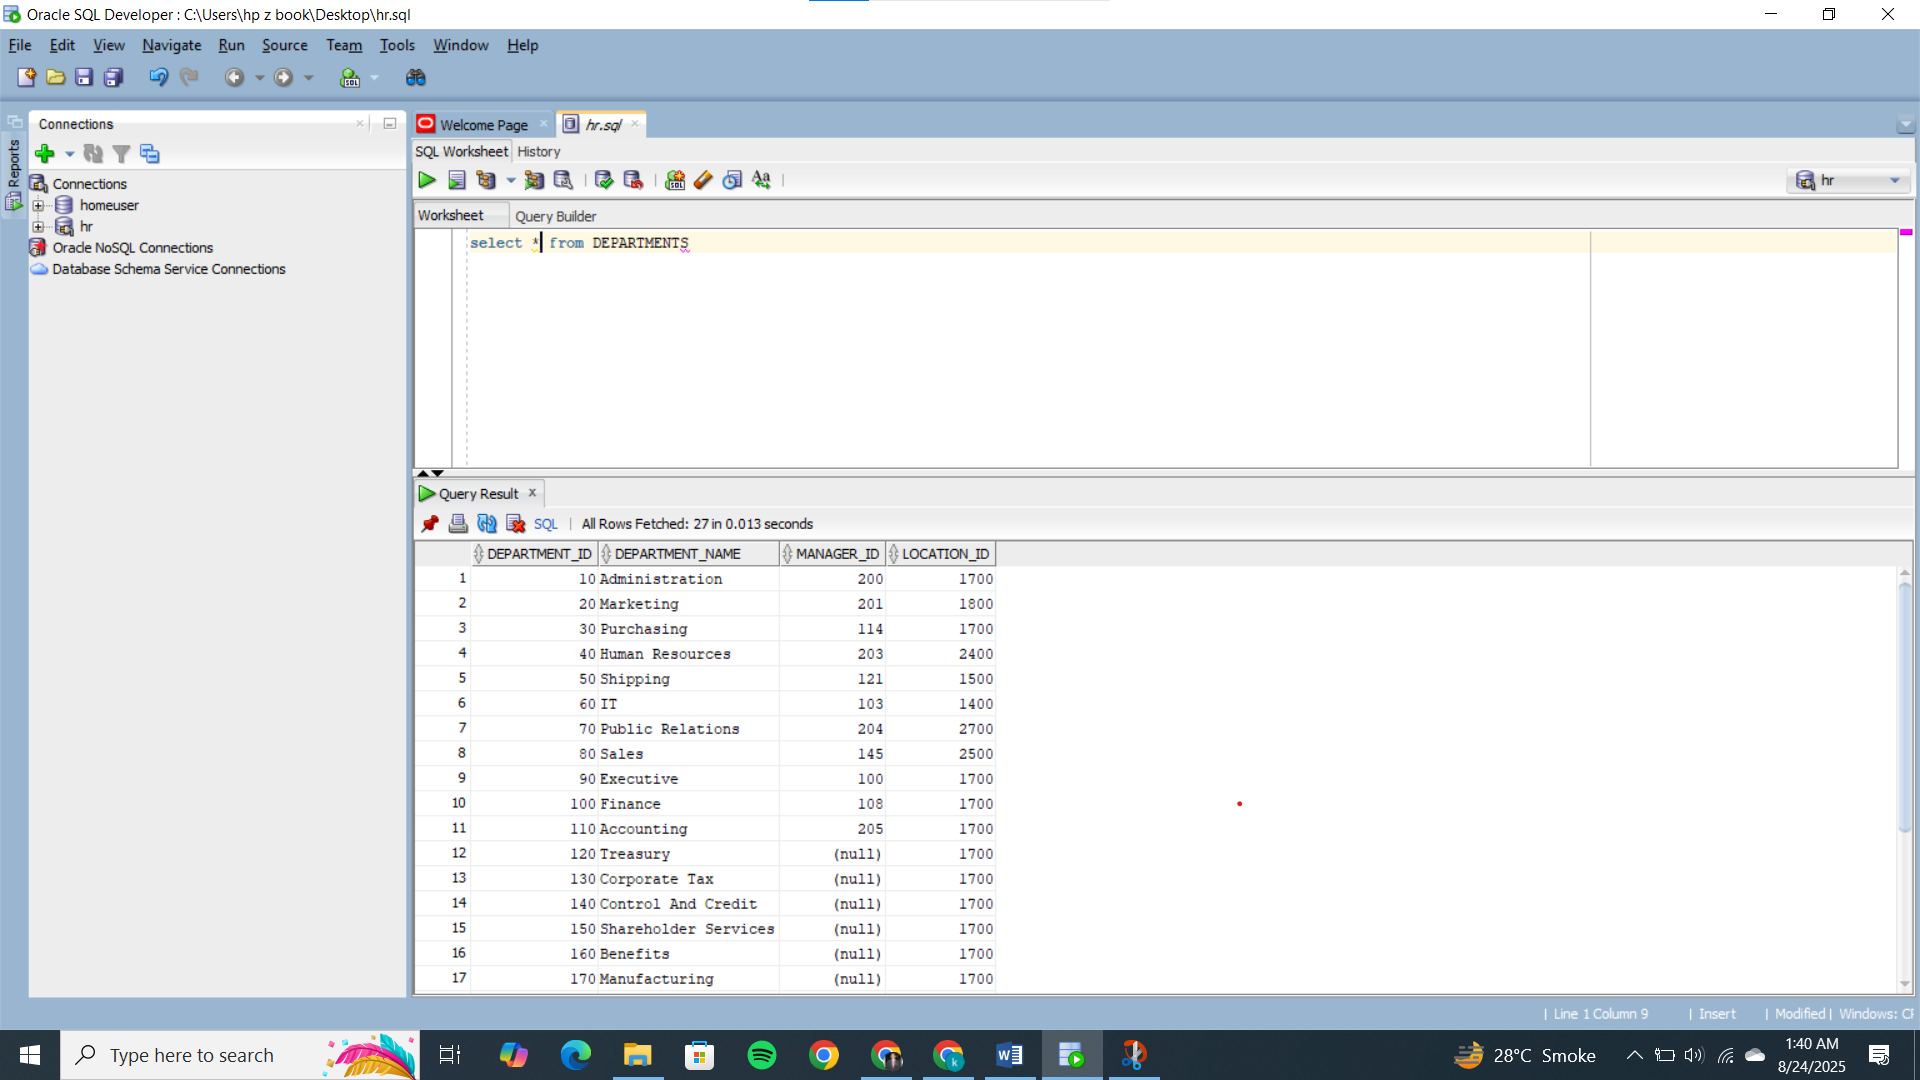 Oracle SQL Developer : C:\Users\hp z book\Desktop\hr.sql
File Edit View Navigate Run Source Team Tools Window Help
Reports
Connections
Connections
homeuser
hr
Oracle NoSQL Connections
Database Schema Service Connections
Welcome Page hr.sql
SQL Worksheet History
hr
Worksheet Query Builder
select * from DEPARTMENTS
Query Result
SQL | All Rows Fetched: 27 in 0.013 seconds
DEPARTMENT_ID DEPARTMENT_NAME MANAGER_ID LOCATION_ID
1 10 Administration 200 1700
2 20 Marketing 201 1800
3 30 Purchasing 114 1700
4 40 Human Resources 203 2400
5 50 Shipping 121 1500
6 60 IT 103 1400
7 70 Public Relations 204 2700
8 80 Sales 145 2500
9 90 Executive 100 1700
10 100 Finance 108 1700
11 110 Accounting 205 1700
12 120 Treasury (null) 1700
13 130 Corporate Tax (null) 1700
14 140 Control And Credit (null) 1700
15 150 Shareholder Services (null) 1700
16 160 Benefits (null) 1700
17 170 Manufacturing (null) 1700
| Line 1 Column 9 | Insert | Modified | Windows:
Type here to search
28°C Smoke
1:40 AM
8/24/2025